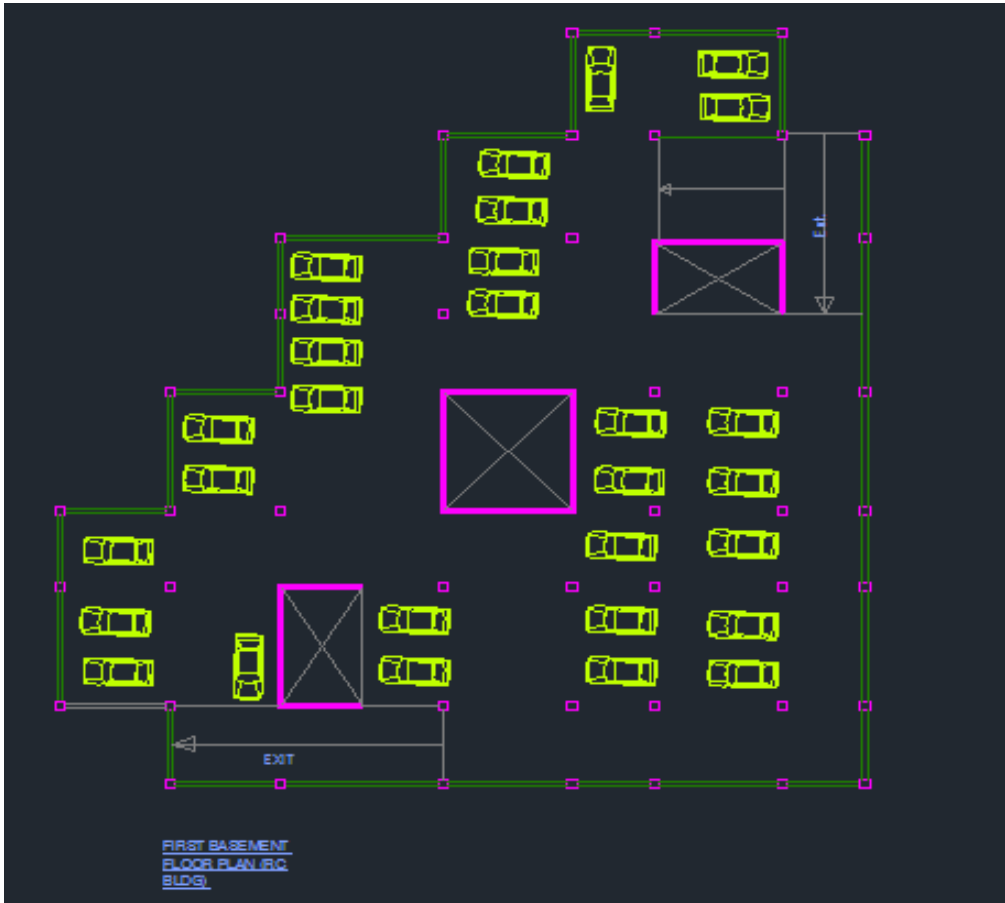 Exit
EXIT
FIRST BASEMENT
FLOOR PLAN (RC
BLDG)